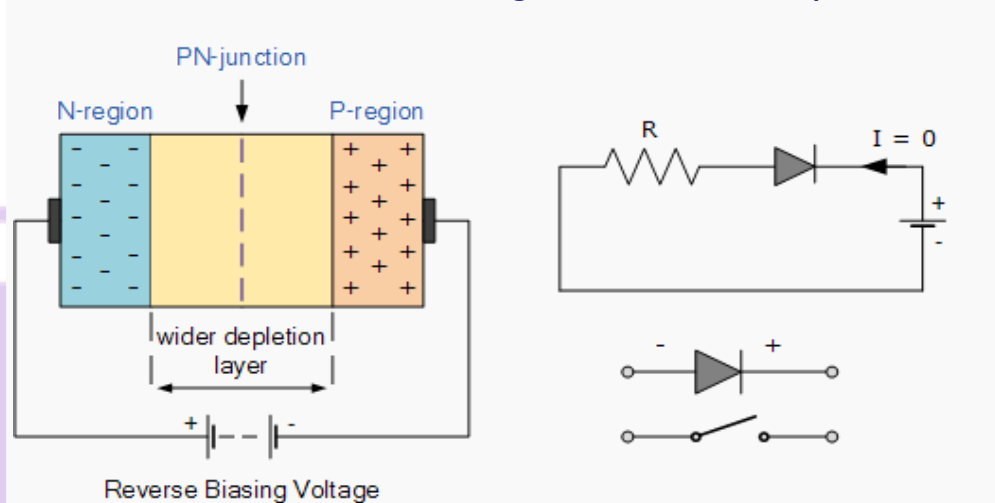 PN-junction
N-region
P-region
- - - - - - - - - - - - - - -
+ + + + + + + + + + + + + +
wider depletion
layer
+ -
Reverse Biasing Voltage
R
I = 0
+
-
- +